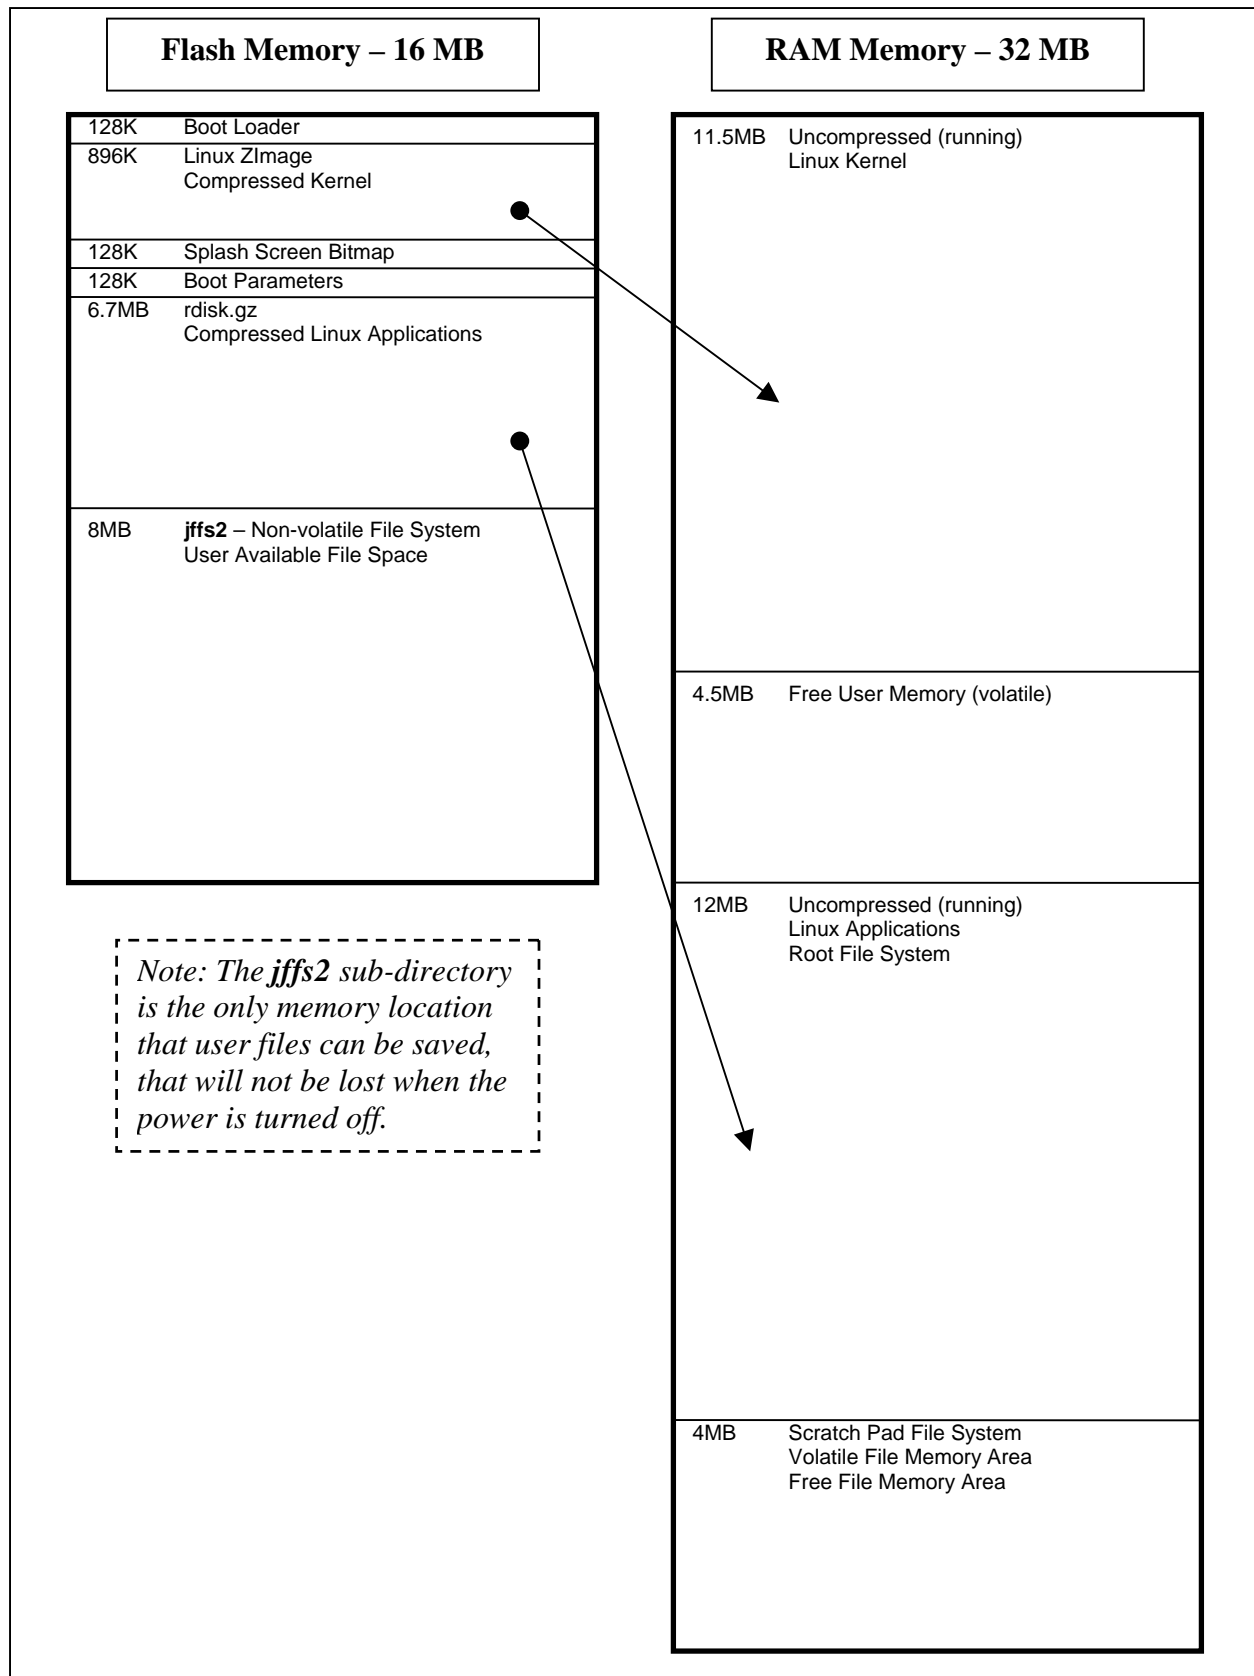 Flash Memory – 16 MB
128K Boot Loader
896K Linux ZImage
Compressed Kernel
128K Splash Screen Bitmap
128K Boot Parameters
6.7MB rdisk.gz
Compressed Linux Applications
8MB jffs2 – Non-volatile File System
User Available File Space
Note: The jffs2 sub-directory
is the only memory location
that user files can be saved,
that will not be lost when the
power is turned off.
RAM Memory – 32 MB
11.5MB Uncompressed (running)
Linux Kernel
4.5MB Free User Memory (volatile)
12MB Uncompressed (running)
Linux Applications
Root File System
4MB Scratch Pad File System
Volatile File Memory Area
Free File Memory Area